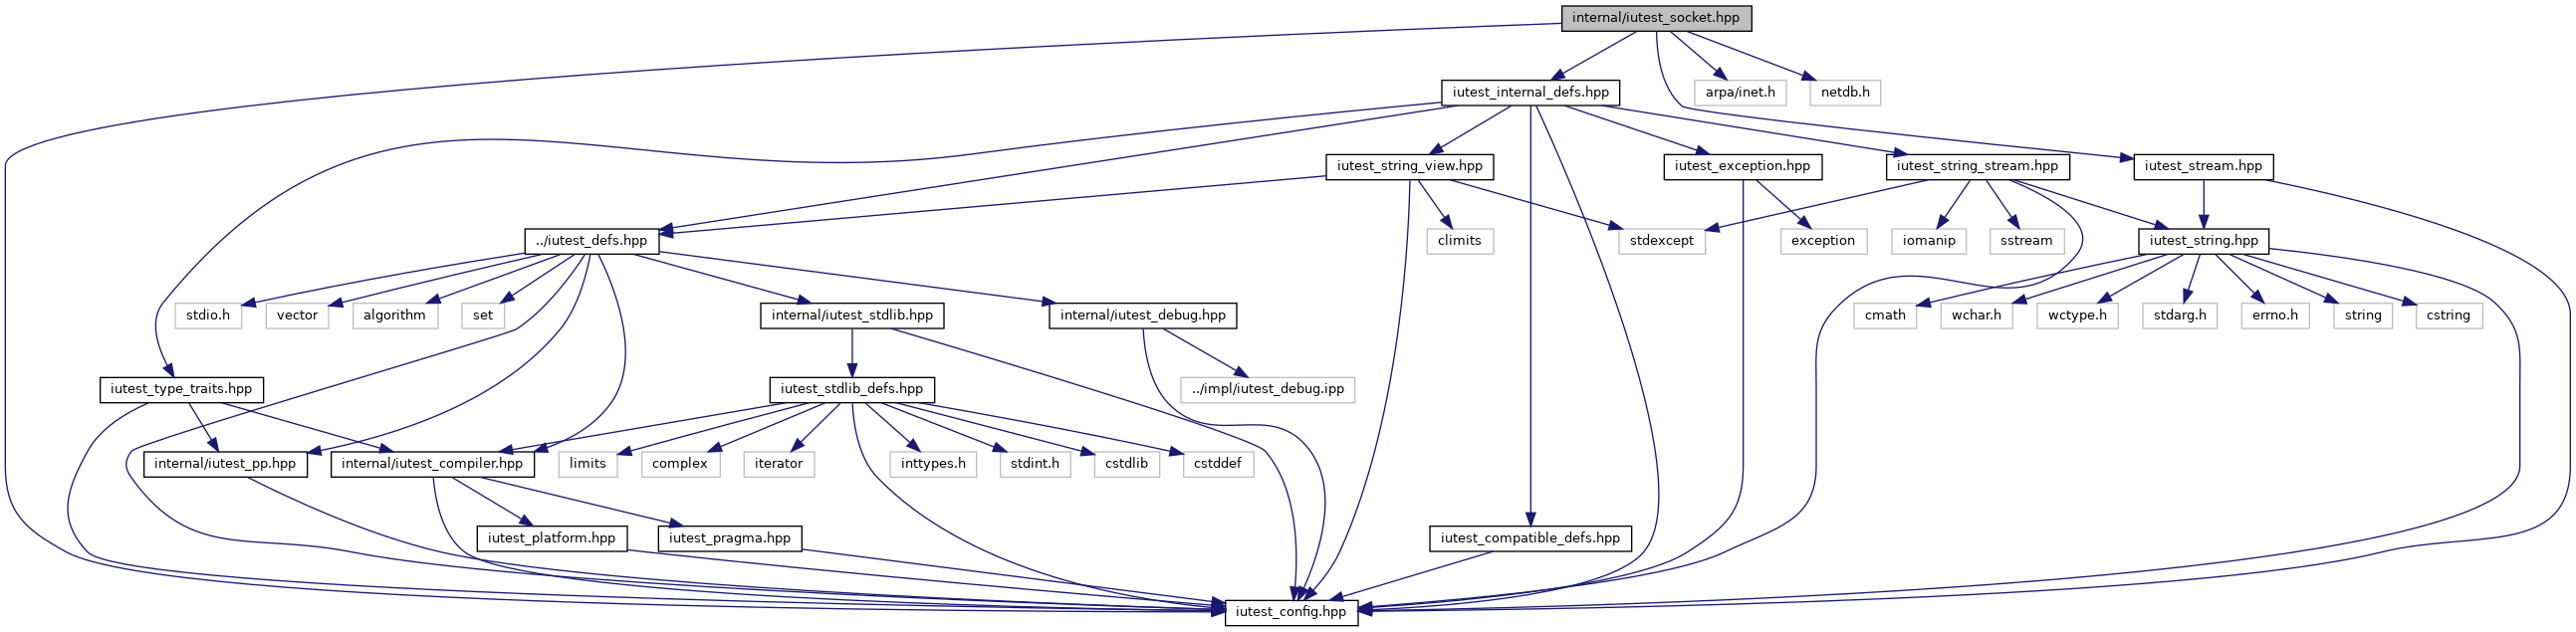 internal/iutest_socket.hpp
iutest_internal_defs.hpp
arpa/inet.h
netdb.h
iutest_string_view.hpp
iutest_exception.hpp
iutest_string_stream.hpp
iutest_stream.hpp
../iutest_defs.hpp
climits
stdexcept
exception
iomanip
sstream
iutest_string.hpp
stdio.h
vector
algorithm
set
internal/iutest_stdlib.hpp
internal/iutest_debug.hpp
cmath
wchar.h
wctype.h
stdarg.h
errno.h
string
cstring
iutest_type_traits.hpp
iutest_stdlib_defs.hpp
../impl/iutest_debug.ipp
internal/iutest_pp.hpp
internal/iutest_compiler.hpp
limits
complex
iterator
inttypes.h
stdint.h
cstdlib
cstddef
iutest_platform.hpp
iutest_pragma.hpp
iutest_compatible_defs.hpp
iutest_config.hpp